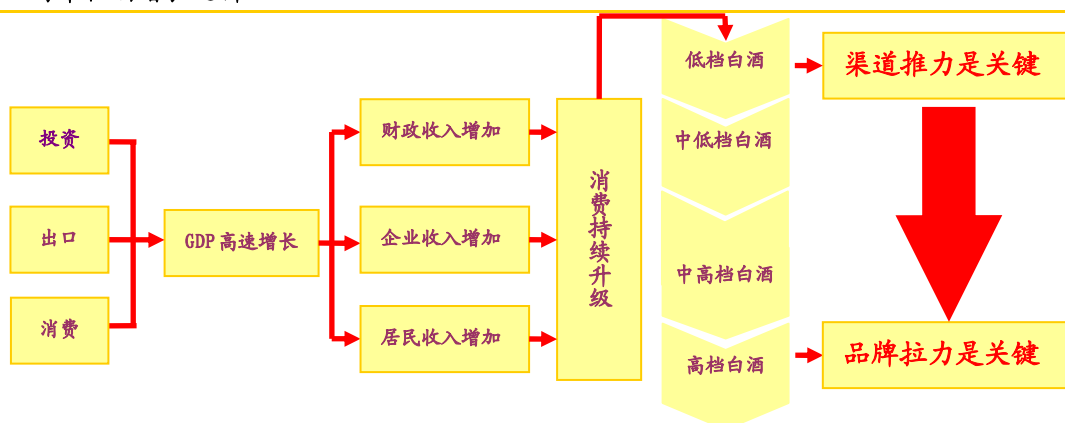 投资
出口
消费
GDP高速增长
财政收入增加
企业收入增加
居民收入增加
消费持续升级
低档白酒
中低档白酒
中高档白酒
高档白酒
渠道推力是关键
品牌拉力是关键